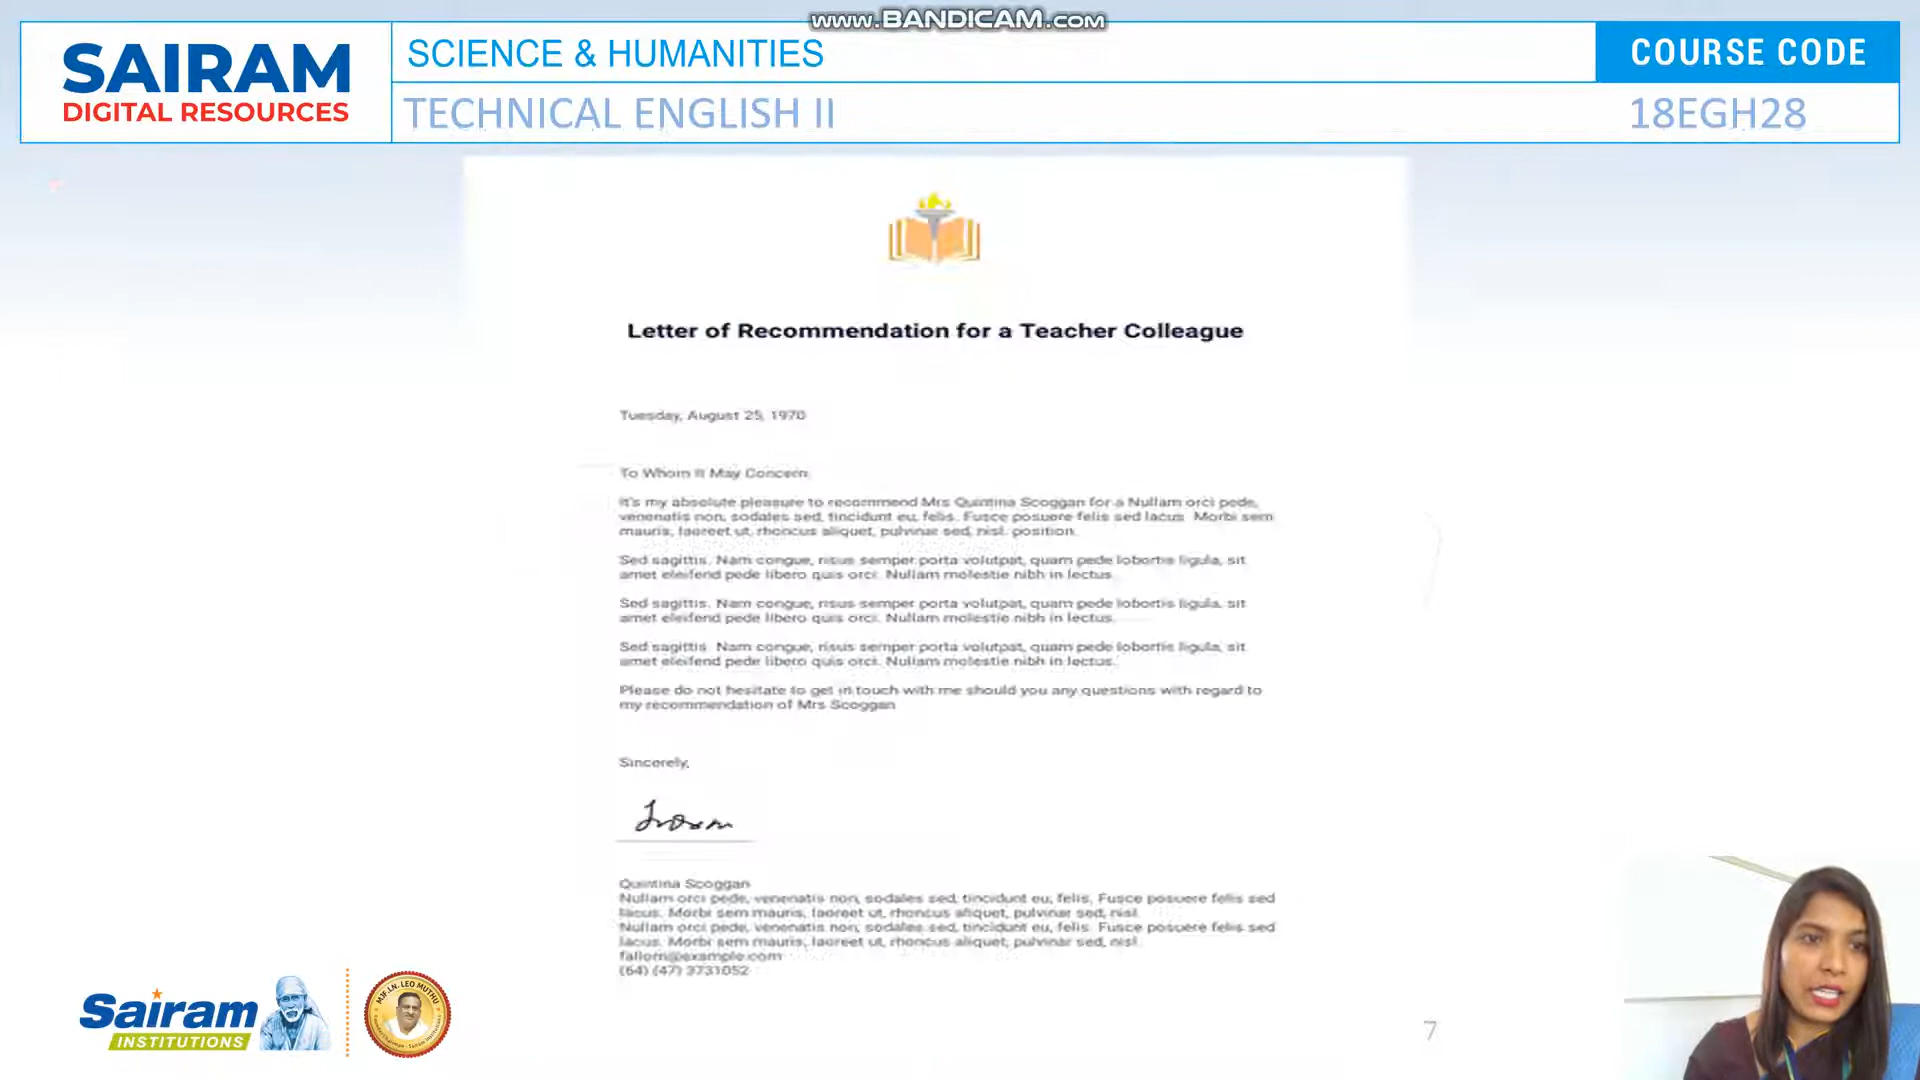 www.BANDICAM.com
SAIRAM
DIGITAL RESOURCES
SCIENCE & HUMANITIES
COURSE CODE
TECHNICAL ENGLISH II
18EGH28
Letter of Recommendation for a Teacher Colleague
Tuesday, August 25, 1970
To Whom It May Concern:
It's my absolute pleasure to recommend Mrs Quintina Scoggan for a Nullam orci pede,
venenatis non, sodales sed, tincidunt eu, felis. Fusce posuere felis sed lacus. Morbi sem
mauris, laoreet ut, rhoncus aliquet, pulvinar sed, nisl. position.
Sed sagittis. Nam congue, risus semper porta volutpat, quam pede lobortis ligula, sit
amet eleifend pede libero quis orci. Nullam molestie nibh in lectus.
Sed sagittis. Nam congue, risus semper porta volutpat, quam pede lobortis ligula, sit
amet eleifend pede libero quis orci. Nullam molestie nibh in lectus.
Sed sagittis. Nam congue, risus semper porta volutpat, quam pede lobortis ligula, sit
amet eleifend pede libero quis orci. Nullam molestie nibh in lectus.
Please do not hesitate to get in touch with me should you any questions with regard to
my recommendation of Mrs Scoggan
Sincerely,
Quintina Scoggan
Nullam orci pede, venenatis non, sodales sed, tincidunt eu, felis. Fusce posuere felis sed
lacus. Morbi sem mauris, laoreet ut, rhoncus aliquet, pulvinar sed, nisl.
Nullam orci pede, venenatis non, sodales sed, tincidunt eu, felis. Fusce posuere felis sed
lacus. Morbi sem mauris, laoreet ut, rhoncus aliquet, pulvinar sed, nisl.
fallom@example.com
(64) (47) 3731052
Sairam
INSTITUTIONS
MJF.LN. LEO MUTHU
7